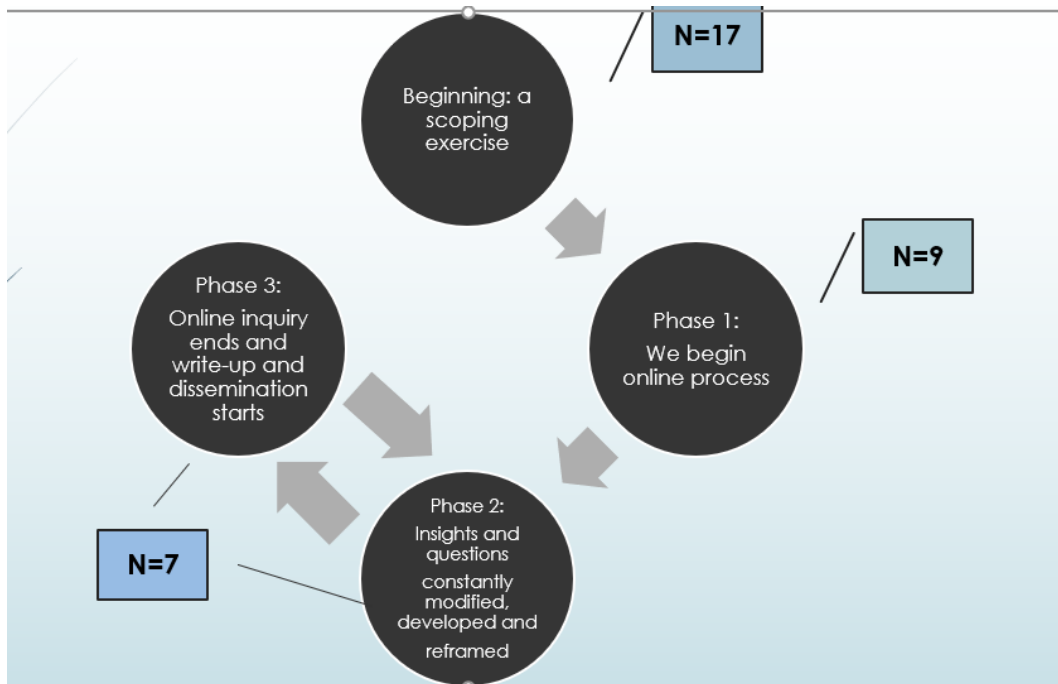 N=17
Beginning: a
scoping
exercise
N=9
Phase 1:
We begin
online process
Phase 2:
Insights and
questions
constantly
modified,
developed and
reframed
Phase 3:
Online inquiry
ends and
write-up and
dissemination
starts
N=7